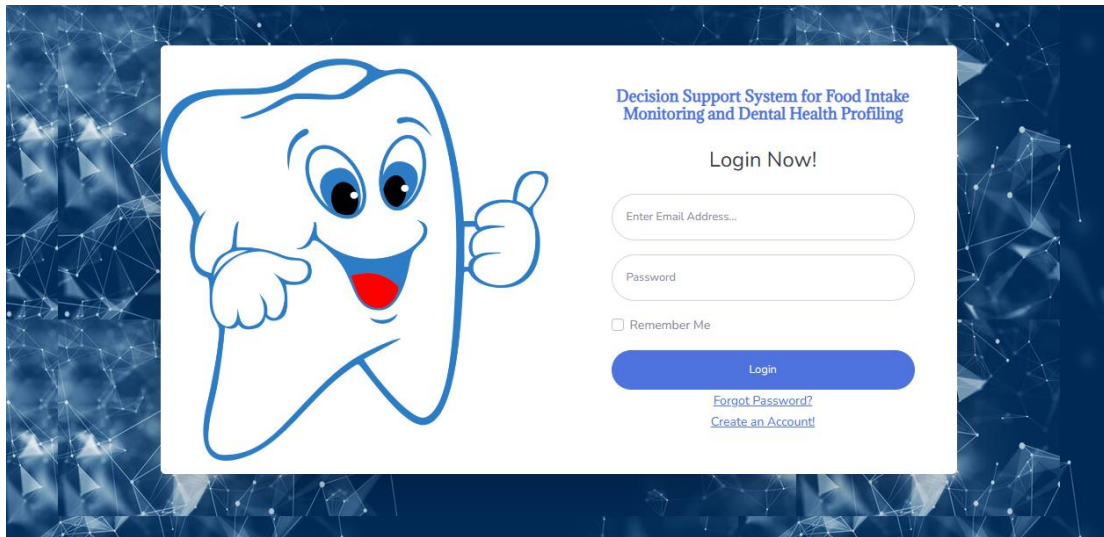 Decision Support System for Food Intake
Monitoring and Dental Health Profiling
Login Now!
Enter Email Address...
Password
Remember Me
Login
Forgot Password?
Create an Account!